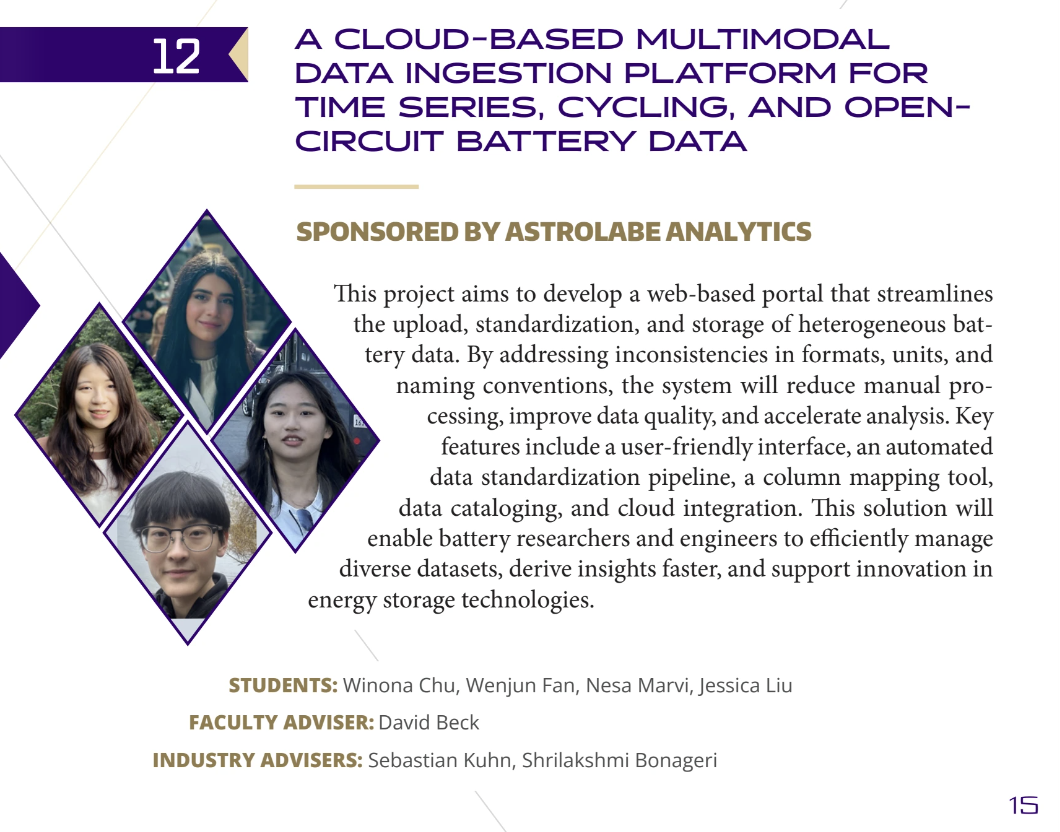 12
A CLOUD-BASED MULTIMODAL
DATA INGESTION PLATFORM FOR
TIME SERIES, CYCLING, AND OPEN-
CIRCUIT BATTERY DATA
SPONSORED BY ASTROLABE ANALYTICS
This project aims to develop a web-based portal that streamlines
the upload, standardization, and storage of heterogeneous bat-
tery data. By addressing inconsistencies in formats, units, and
naming conventions, the system will reduce manual pro-
cessing, improve data quality, and accelerate analysis. Key
features include a user-friendly interface, an automated
data standardization pipeline, a column mapping tool,
data cataloging, and cloud integration. This solution will
enable battery researchers and engineers to efficiently manage
diverse datasets, derive insights faster, and support innovation in
energy storage technologies.
STUDENTS: Winona Chu, Wenjun Fan, Nesa Marvi, Jessica Liu
FACULTY ADVISER: David Beck
INDUSTRY ADVISERS: Sebastian Kuhn, Shrilakshmi Bonageri
15